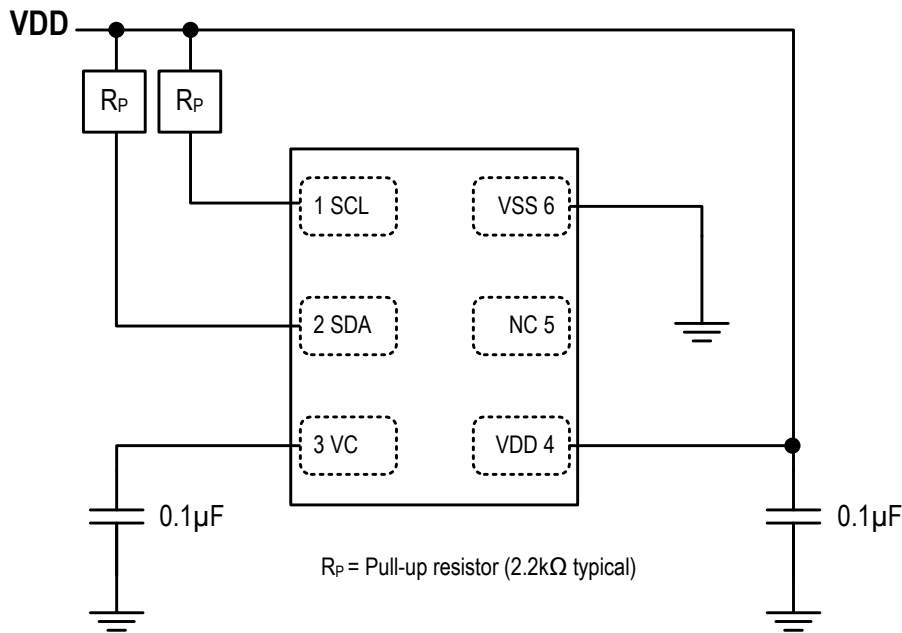 VDD
RP RP
1 SCL
VSS 6
2 SDA
NC 5
3 VC
VDD 4
0.1µF
0.1µF
RP = Pull-up resistor (2.2kΩ typical)